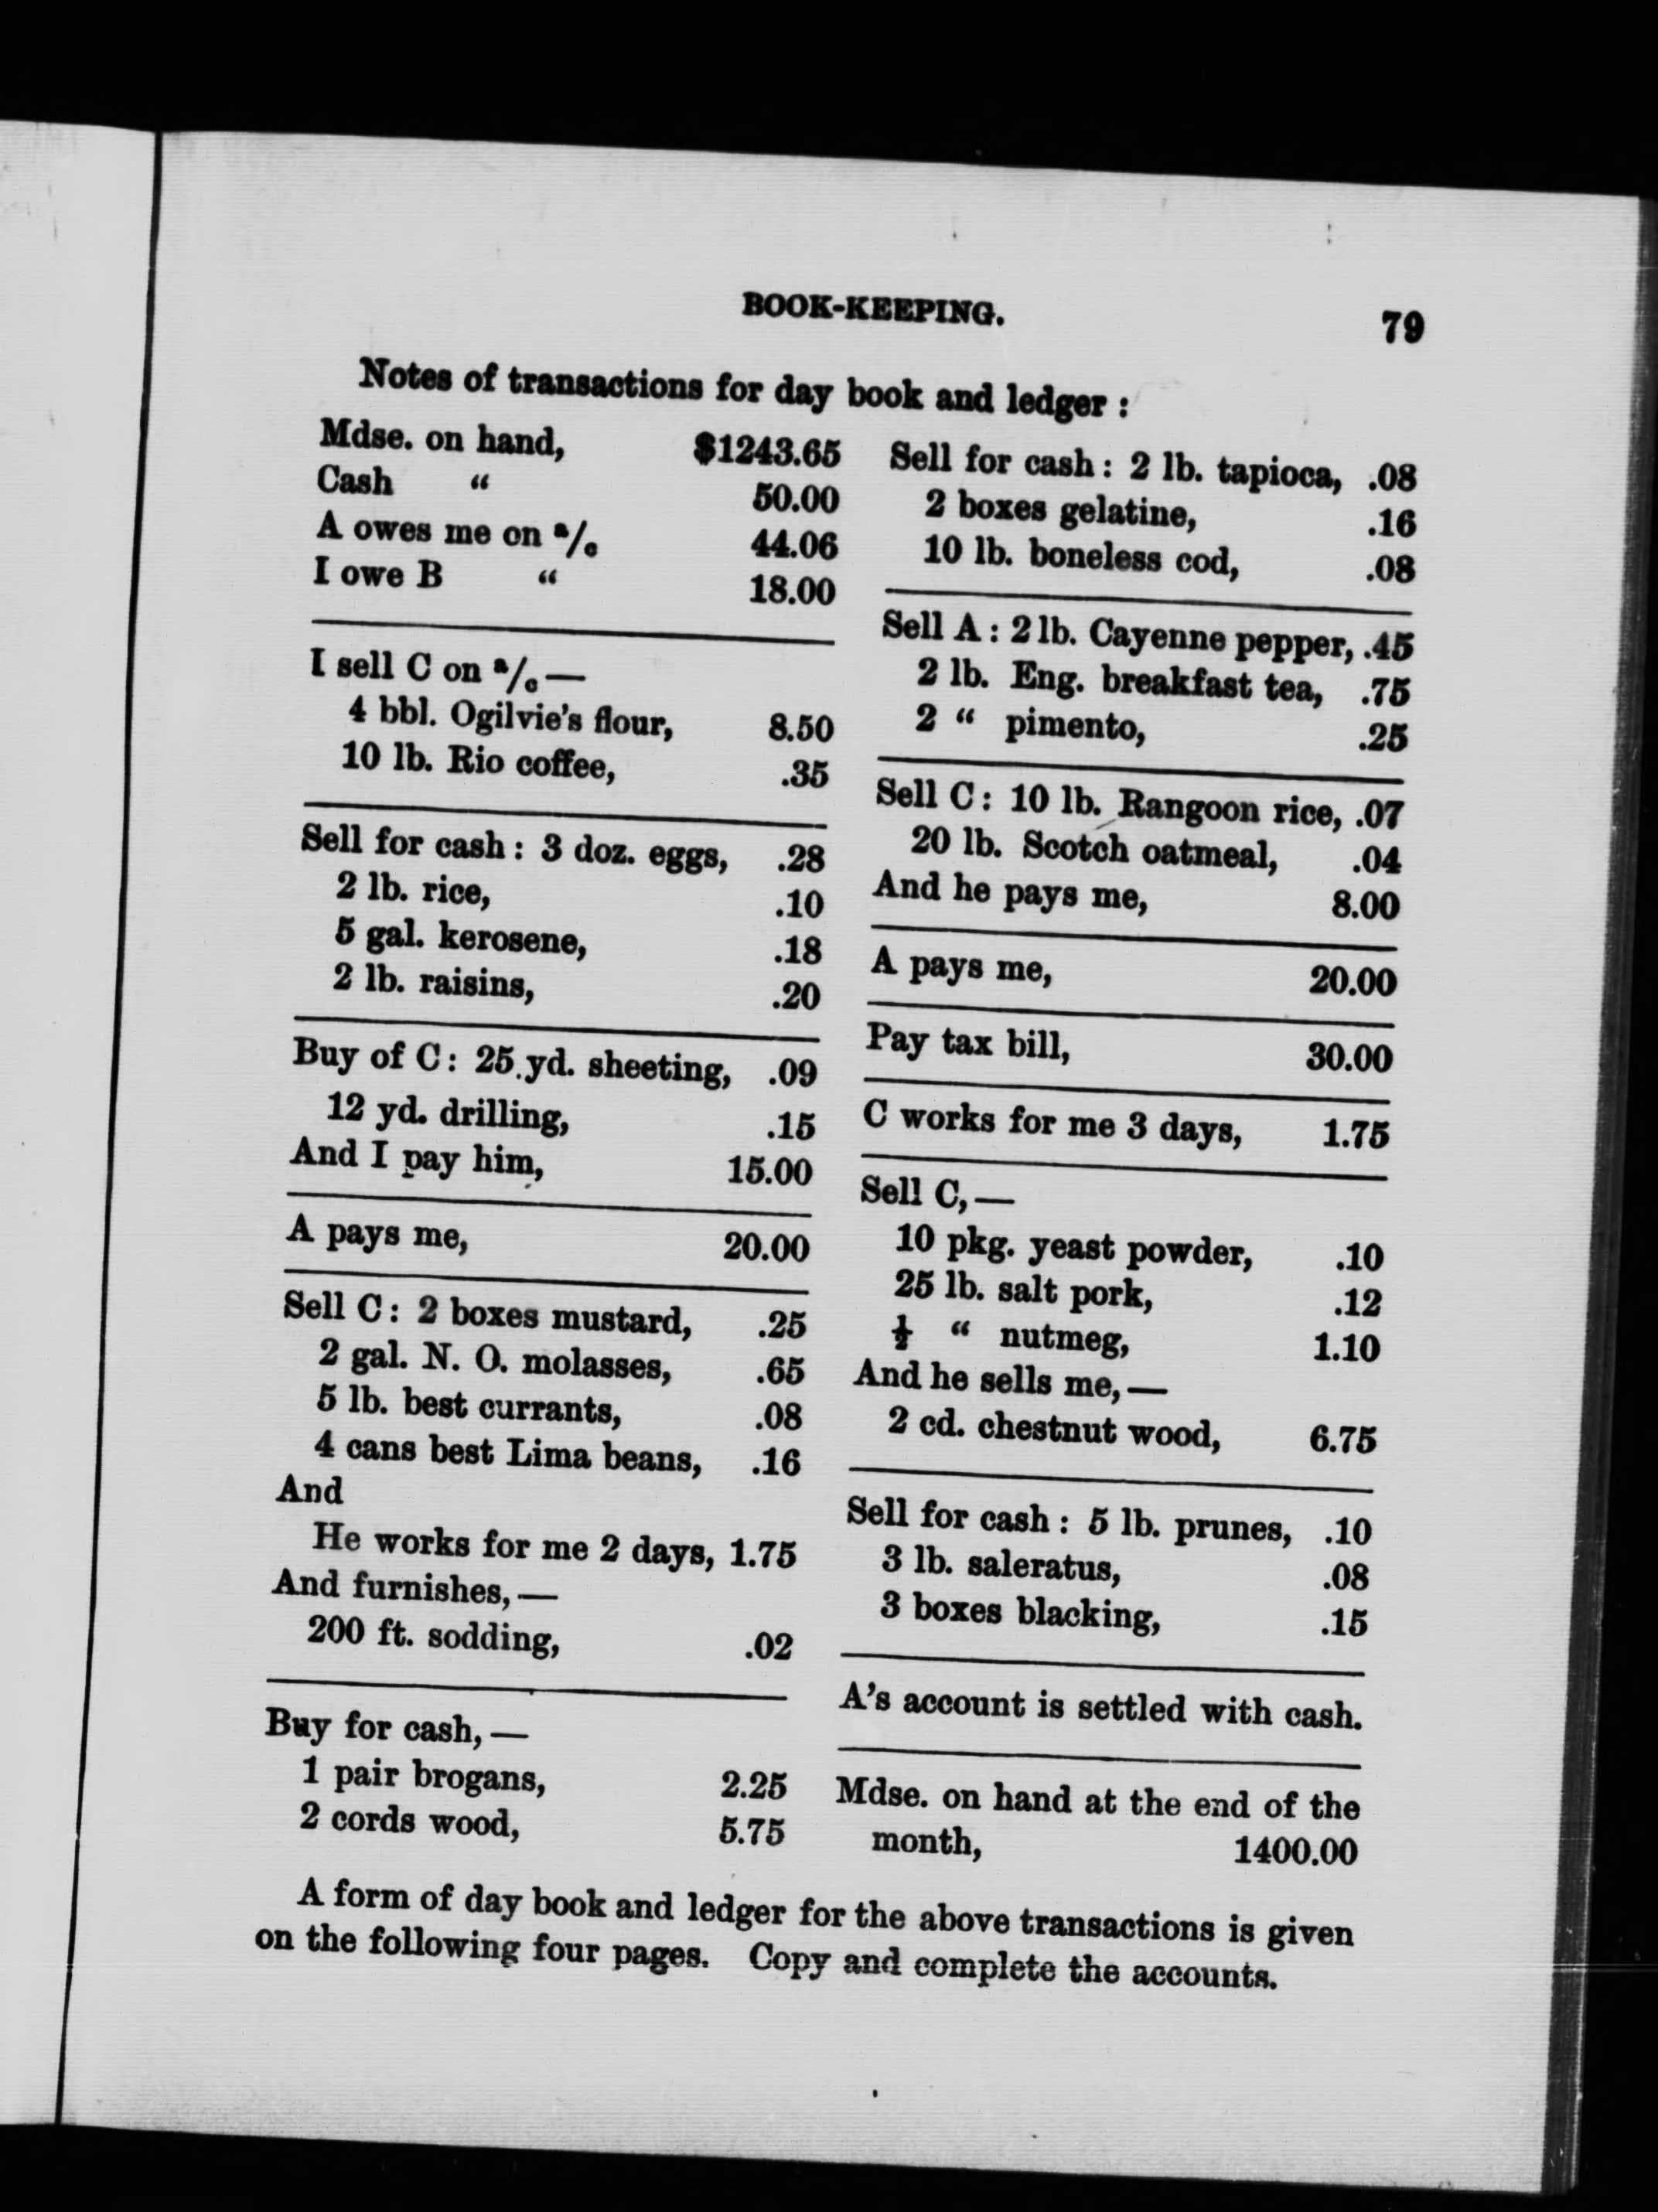 BOOK-KEEPING. 79
Notes of transactions for day book and ledger :
Mdse. on hand, $1243.65
Cash “ 50.00
A owes me on a/c 44.06
I owe B “ 18.00
I sell C on a/c—
4 bbl. Ogilvie's flour, 8.50
10 lb. Rio coffee, .35
Sell for cash : 3 doz. eggs, .28
2 lb. rice, .10
5 gal. kerosene, .18
2 lb. raisins, .20
Buy of C : 25 yd. sheeting, .09
12 yd. drilling, .15
And I pay him, 15.00
A pays me, 20.00
Sell C : 2 boxes mustard, .25
2 gal. N. O. molasses, .65
5 lb. best currants, .08
4 cans best Lima beans, .16
And
He works for me 2 days, 1.75
And furnishes,—
200 ft. sodding, .02
Buy for cash,—
1 pair brogans, 2.25
2 cords wood, 5.75
Sell for cash : 2 lb. tapioca, .08
2 boxes gelatine, .16
10 lb. boneless cod, .08
Sell A : 2 lb. Cayenne pepper, .45
2 lb. Eng. breakfast tea, .75
2 “ pimento, .25
Sell C : 10 lb. Rangoon rice, .07
20 lb. Scotch oatmeal, .04
And he pays me, 8.00
A pays me, 20.00
Pay tax bill, 30.00
C works for me 3 days, 1.75
Sell C,—
10 pkg. yeast powder, .10
25 lb. salt pork, .12
½ “ nutmeg, 1.10
And he sells me,—
2 cd. chestnut wood, 6.75
Sell for cash : 5 lb. prunes, .10
3 lb. saleratus, .08
3 boxes blacking, .15
A's account is settled with cash.
Mdse. on hand at the end of the
month, 1400.00
A form of day book and ledger for the above transactions is given
on the following four pages. Copy and complete the accounts.